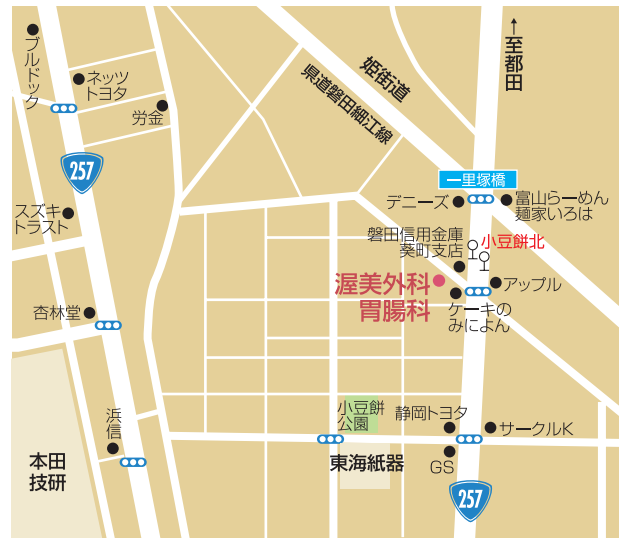 ブルドック
ネッツ
トヨタ
労金
257
スズキ
トラスト
杏林堂
浜信
本田
技研
姫街道
県道磐田細江線
↑至都田
一里塚橋
デニーズ
富山らーめん
麺家いろは
磐田信用金庫
葵町支店
小豆餅北
渥美外科
胃腸科
アップル
ケーキの
みによん
小豆餅
公園
静岡トヨタ
サークルK
東海紙器
GS
257